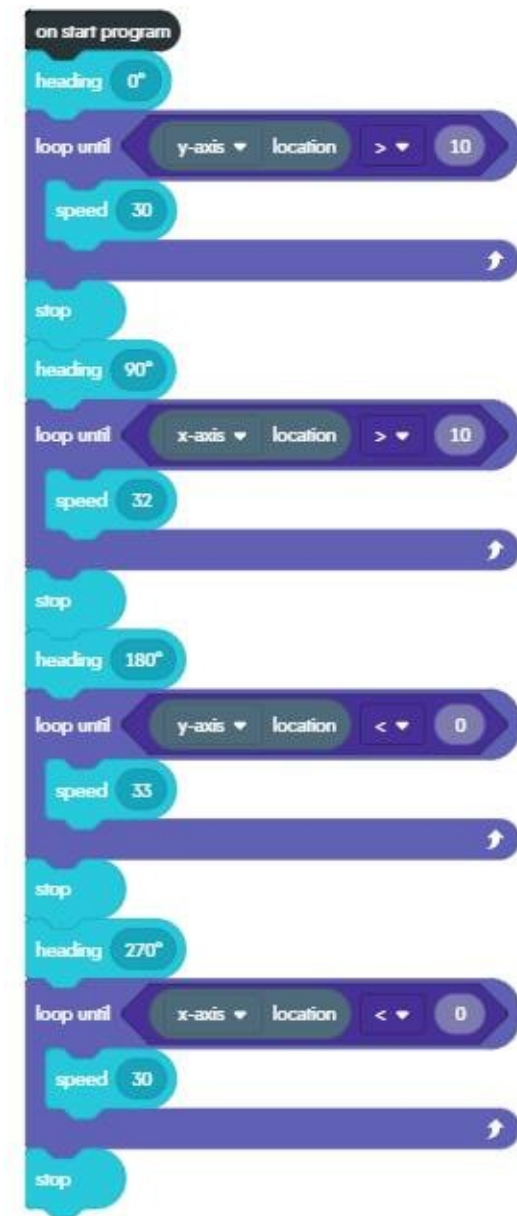 on start program
heading 0°
loop until y-axis location > 10
speed 30
stop
heading 90°
loop until x-axis location > 10
speed 32
stop
heading 180°
loop until y-axis location < 0
speed 33
stop
heading 270°
loop until x-axis location < 0
speed 30
stop